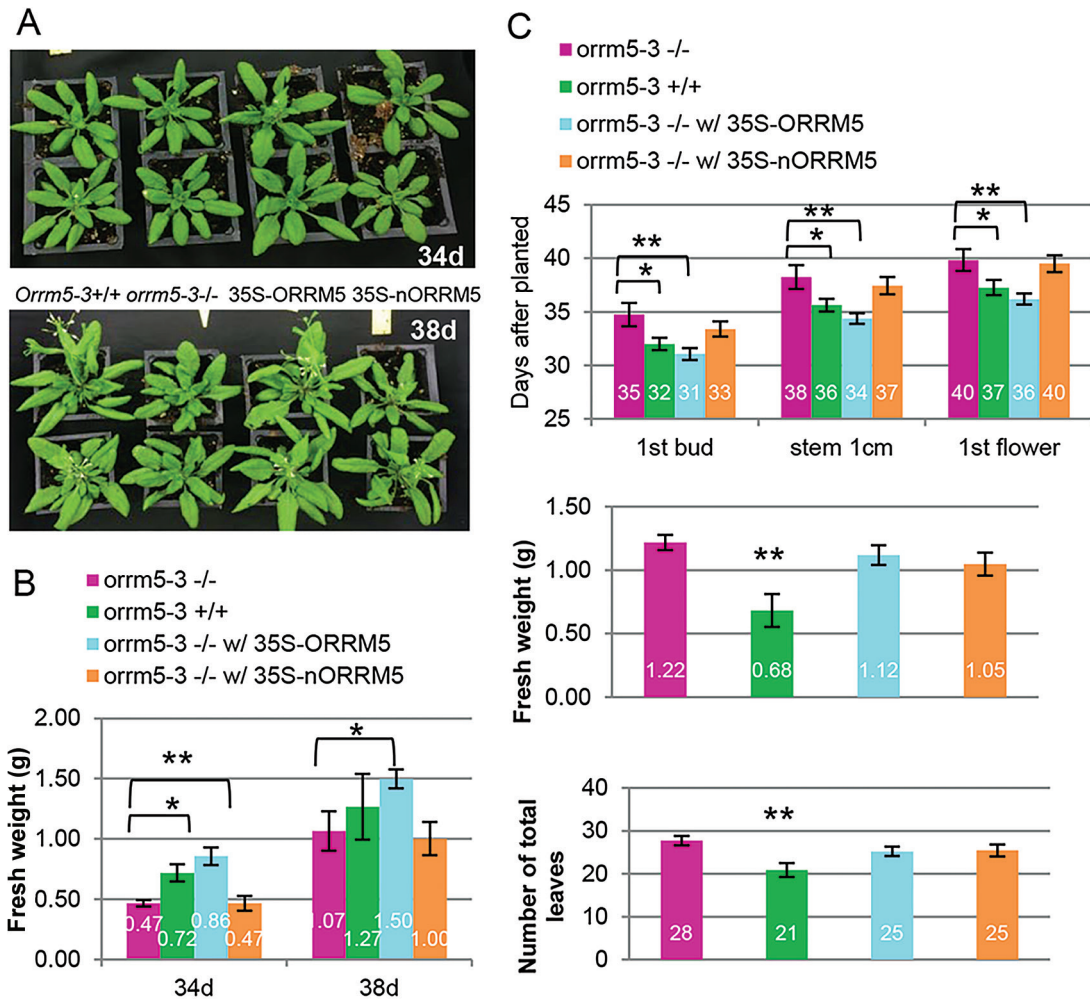 A
34d
Orrm5-3+/+ orrm5-3-/- 35S-ORRM5 35S-nORRM5
38d
B
orrm5-3 -/-
orrm5-3 +/+
orrm5-3 -/- w/ 35S-ORRM5
orrm5-3 -/- w/ 35S-nORRM5
Fresh weight (g)
2.00
1.50
1.00
0.50
0.00
*
**
*
0.47
0.72
0.86
0.47
1.07
1.27
1.50
1.00
34d
38d
C
orrm5-3 -/-
orrm5-3 +/+
orrm5-3 -/- w/ 35S-ORRM5
orrm5-3 -/- w/ 35S-nORRM5
Days after planted
45
40
35
30
25
**
*
**
*
**
*
35
32
31
33
38
36
34
37
40
37
36
40
1st bud
stem 1cm
1st flower
Fresh weight (g)
1.50
1.00
0.50
0.00
**
1.22
0.68
1.12
1.05
Number of total
leaves
30
20
10
0
**
28
21
25
25